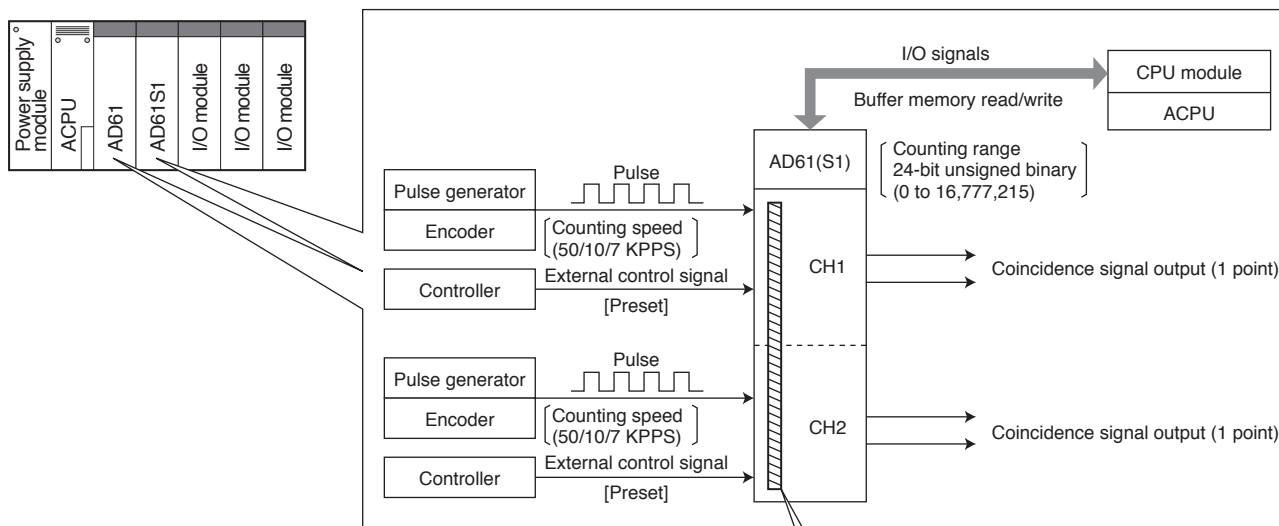 Power supply
module
ACPU
AD61
AD61S1
I/O module
I/O module
I/O module
I/O signals
Buffer memory read/write
CPU module
ACPU
AD61(S1)
Counting range
24-bit unsigned binary
(0 to 16,777,215)
Pulse generator
Encoder
Pulse
Counting speed
(50/10/7 KPPS)
Controller
External control signal
[Preset]
CH1
Coincidence signal output (1 point)
Pulse generator
Encoder
Pulse
Counting speed
(50/10/7 KPPS)
Controller
External control signal
[Preset]
CH2
Coincidence signal output (1 point)